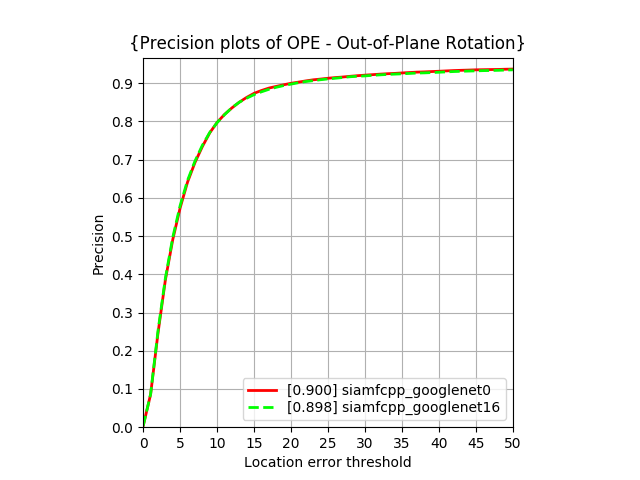 {Precision plots of OPE - Out-of-Plane Rotation}
Precision
0.9
0.8
0.7
0.6
0.5
0.4
0.3
0.2
0.1
0.0
[0.900] siamfcpp_googlenet0
[0.898] siamfcpp_googlenet16
0 5 10 15 20 25 30 35 40 45 50
Location error threshold